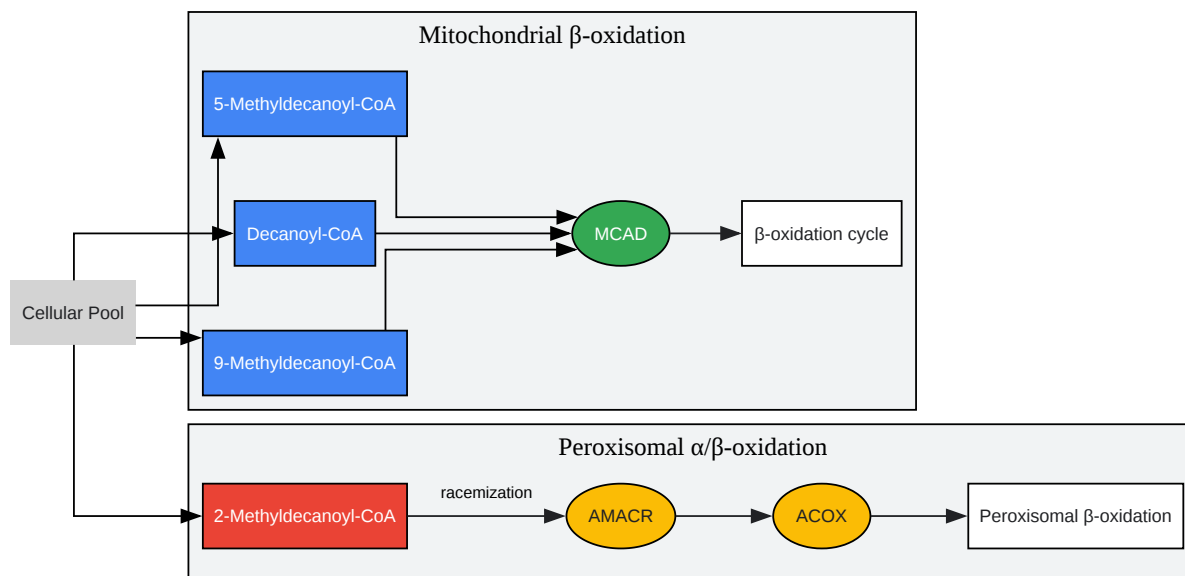 Mitochondrial β-oxidation
5-Methyldecanoyl-CoA
Decanoyl-CoA
MCAD
β-oxidation cycle
Cellular Pool
9-Methyldecanoyl-CoA
Peroxisomal α/β-oxidation
2-Methyldecanoyl-CoA
racemization
AMACR
ACOX
Peroxisomal β-oxidation